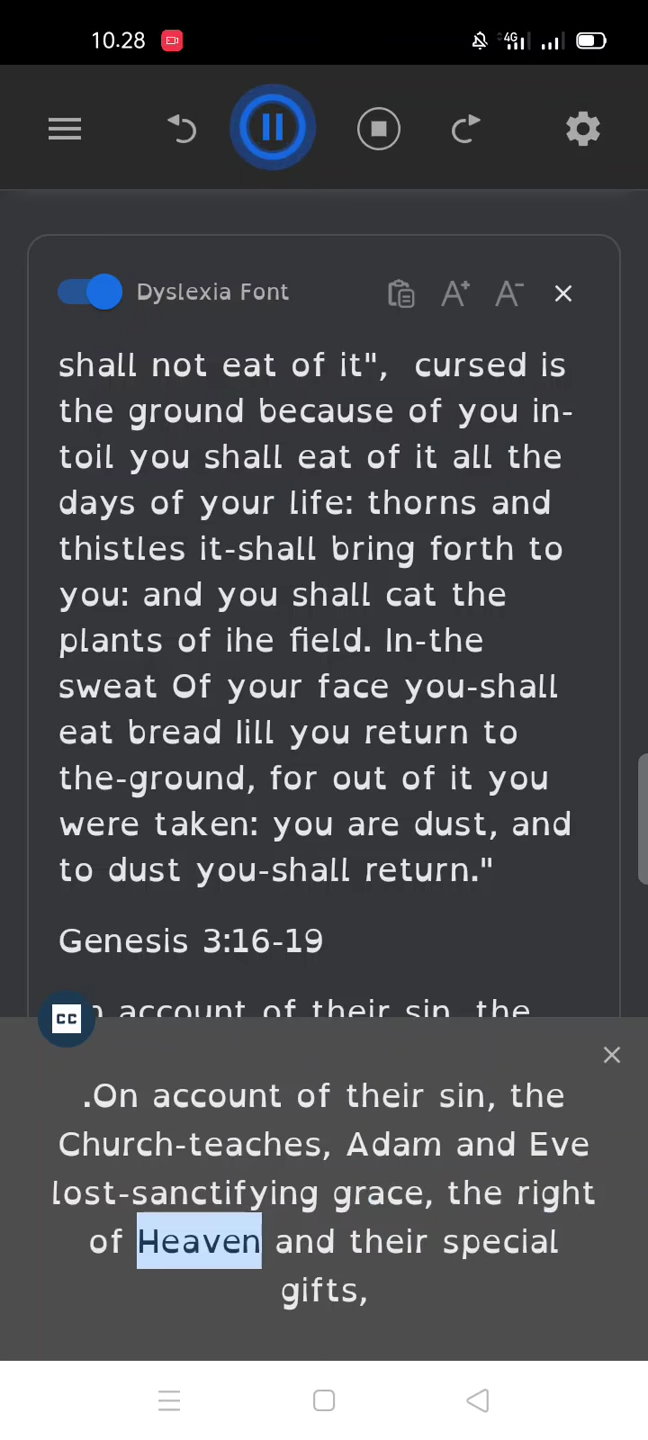 10.28
4G
Dyslexia Font
A+
A-
shall not eat of it",  cursed is
the ground because of you in-
toil you shall eat of it all the
days of your life: thorns and
thistles it-shall bring forth to
you: and you shall cat the
plants of ihe field. In-the
sweat Of your face you-shall
eat bread lill you return to
the-ground, for out of it you
were taken: you are dust, and
to dust you-shall return."
Genesis 3:16-19
n account of their sin, the
CC
.On account of their sin, the
Church-teaches, Adam and Eve
lost-sanctifying grace, the right
of Heaven and their special
gifts,